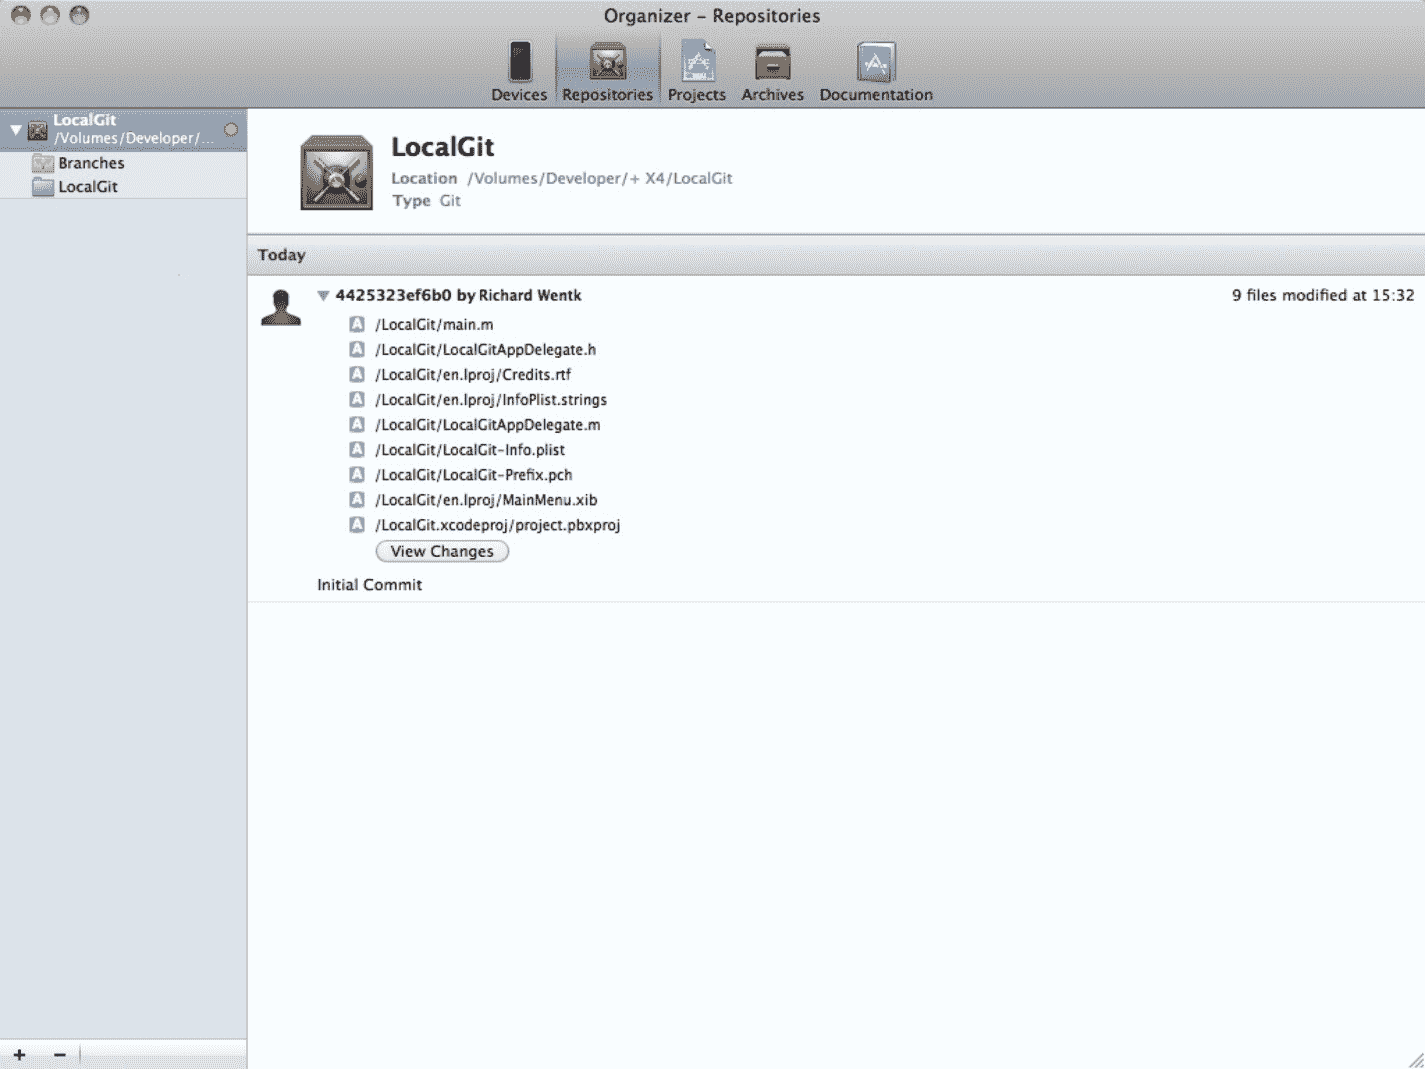 Organizer – Repositories
Devices Repositories Projects Archives Documentation
LocalGit
/Volumes/Developer/...
Branches
LocalGit
LocalGit
Location /Volumes/Developer/+ X4/LocalGit
Type Git
Today
4425323ef6b0 by Richard Wentk 9 files modified at 15:32
A /LocalGit/main.m
A /LocalGit/LocalGitAppDelegate.h
A /LocalGit/en.lproj/Credits.rtf
A /LocalGit/en.lproj/InfoPlist.strings
A /LocalGit/LocalGitAppDelegate.m
A /LocalGit/LocalGit-Info.plist
A /LocalGit/LocalGit-Prefix.pch
A /LocalGit/en.lproj/MainMenu.xib
A /LocalGit.xcodeproj/project.pbxproj
View Changes
Initial Commit